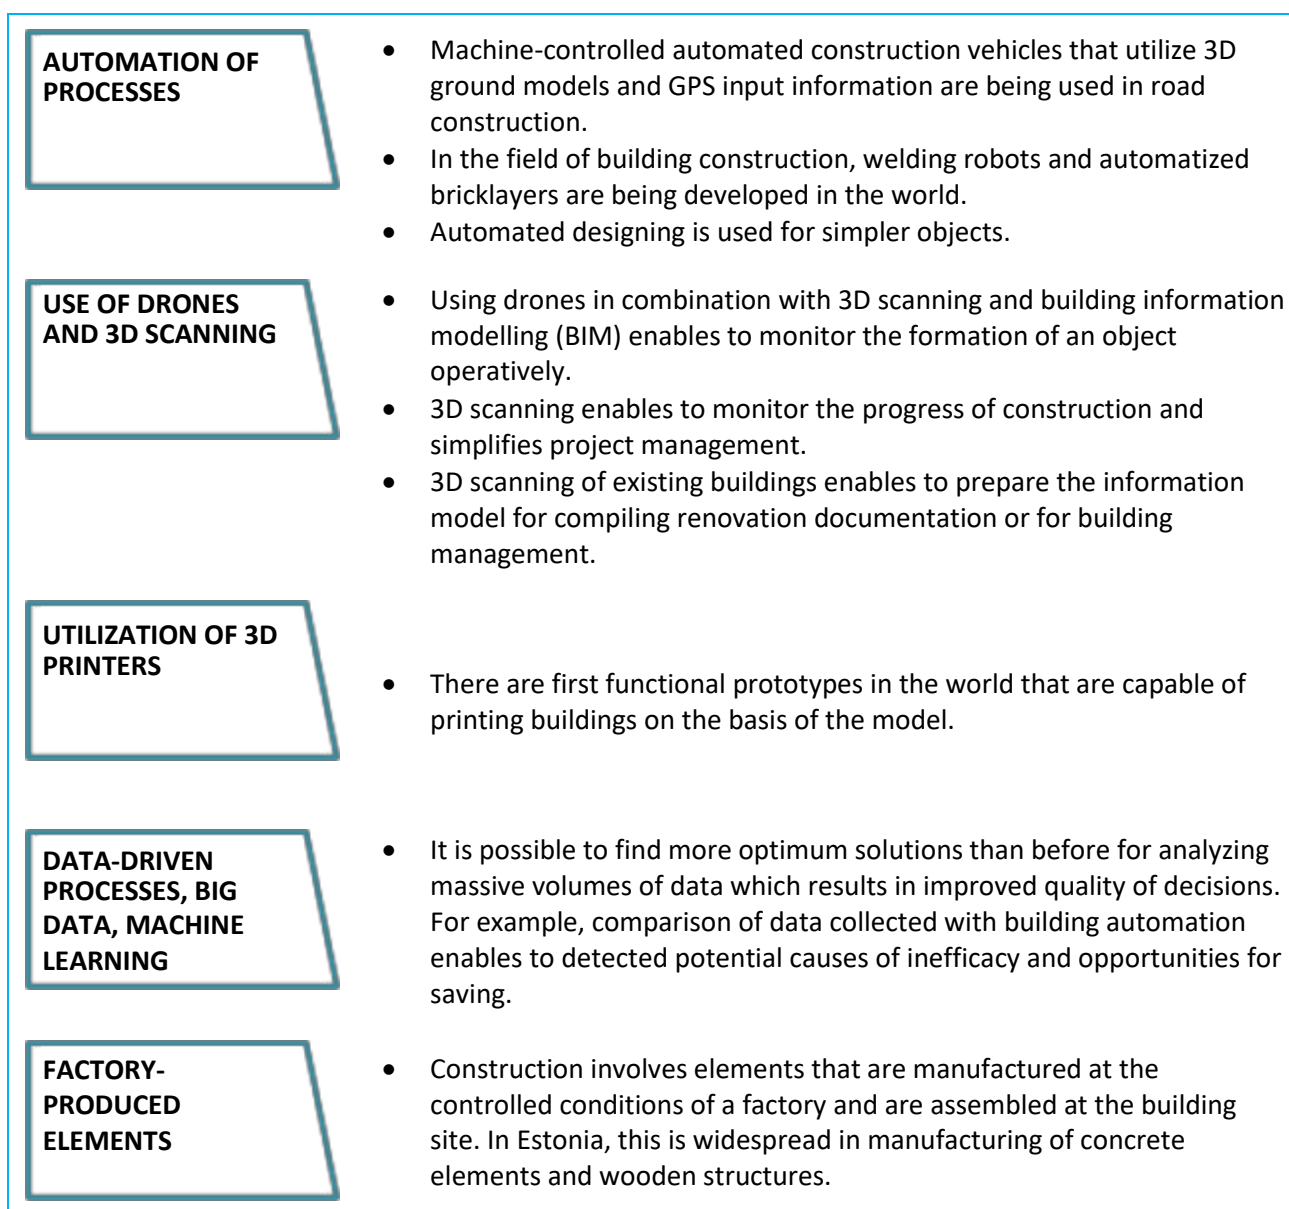 AUTOMATION OF
PROCESSES
• Machine-controlled automated construction vehicles that utilize 3D
ground models and GPS input information are being used in road
construction.
• In the field of building construction, welding robots and automatized
bricklayers are being developed in the world.
• Automated designing is used for simpler objects.
USE OF DRONES
AND 3D SCANNING
• Using drones in combination with 3D scanning and building information
modelling (BIM) enables to monitor the formation of an object
operatively.
• 3D scanning enables to monitor the progress of construction and
simplifies project management.
• 3D scanning of existing buildings enables to prepare the information
model for compiling renovation documentation or for building
management.
UTILIZATION OF 3D
PRINTERS
• There are first functional prototypes in the world that are capable of
printing buildings on the basis of the model.
DATA-DRIVEN
PROCESSES, BIG
DATA, MACHINE
LEARNING
• It is possible to find more optimum solutions than before for analyzing
massive volumes of data which results in improved quality of decisions.
For example, comparison of data collected with building automation
enables to detected potential causes of inefficacy and opportunities for
saving.
FACTORY-
PRODUCED
ELEMENTS
• Construction involves elements that are manufactured at the
controlled conditions of a factory and are assembled at the building
site. In Estonia, this is widespread in manufacturing of concrete
elements and wooden structures.